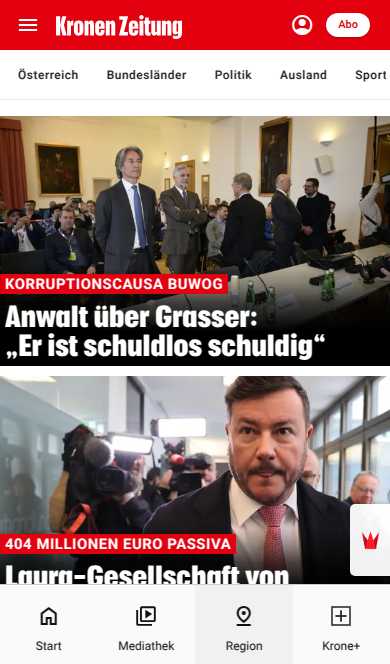 Kronen Zeitung
Abo
Österreich Bundesländer Politik Ausland Sport
KORRUPTIONSCAUSA BUWOG
Anwalt über Grasser:
„Er ist schuldlos schuldig“
404 MILLIONEN EURO PASSIVA
Laura-Gesellschaft von
Start Mediathek Region Krone+